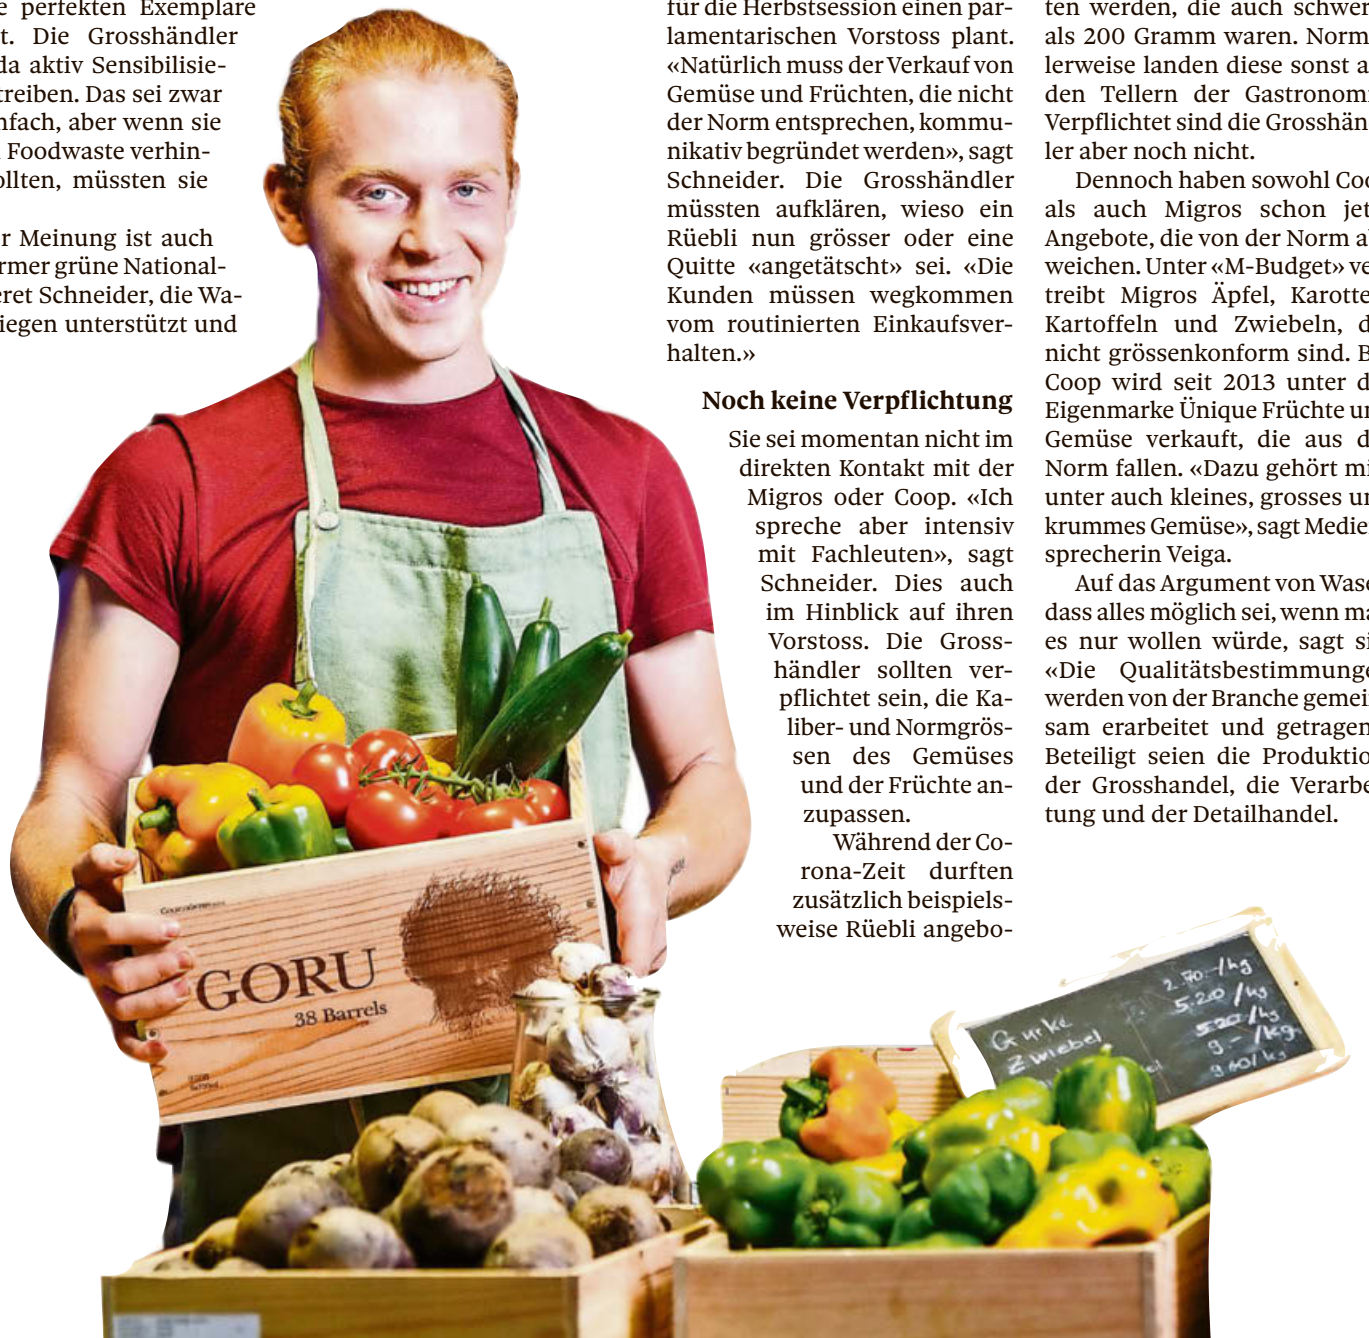 perfekten Exemplare
Die Grosshändler
da aktiv Sensibilisie-
treiben. Das sei zwar
nfach, aber wenn sie
Foodwaste verhin-
ollten, müssten sie
r Meinung ist auch
rmer grüne National-
eret Schneider, die Wa-
iegen unterstützt und
für die Herbstsession einen par-
lamentarischen Vorstoss plant.
«Natürlich muss der Verkauf von
Gemüse und Früchten, die nicht
der Norm entsprechen, kommu-
nikativ begründet werden», sagt
Schneider. Die Grosshändler
müssten aufklären, wieso ein
Rüebli nun grösser oder eine
Quitte «angetätscht» sei. «Die
Kunden müssen wegkommen
vom routinierten Einkaufsver-
halten.»
Noch keine Verpflichtung
Sie sei momentan nicht im
direkten Kontakt mit der
Migros oder Coop. «Ich
spreche aber intensiv
mit Fachleuten», sagt
Schneider. Dies auch
im Hinblick auf ihren
Vorstoss. Die Gross-
händler sollten ver-
pflichtet sein, die Ka-
liber- und Normgrös-
sen des Gemüses
und der Früchte an-
zupassen.
Während der Co-
rona-Zeit durften
zusätzlich beispiels-
weise Rüebli angebo-
ten werden, die auch schwer
als 200 Gramm waren. Norm
lerweise landen diese sonst a
den Tellern der Gastronom
Verpflichtet sind die Grosshän
ler aber noch nicht.
Dennoch haben sowohl Coo
als auch Migros schon jet
Angebote, die von der Norm a
weichen. Unter «M-Budget» ve
treibt Migros Äpfel, Karotte
Kartoffeln und Zwiebeln, d
nicht grössenkonform sind. B
Coop wird seit 2013 unter d
Eigenmarke Ünique Früchte un
Gemüse verkauft, die aus d
Norm fallen. «Dazu gehört mi
unter auch kleines, grosses un
krummes Gemüse», sagt Medie
sprecherin Veiga.
Auf das Argument von Wase
dass alles möglich sei, wenn ma
es nur wollen würde, sagt si
«Die Qualitätsbestimmunge
werden von der Branche gemei
sam erarbeitet und getragen
Beteiligt seien die Produktio
der Grosshandel, die Verarbe
tung und der Detailhandel.
GORU
38 Barrels
Gurke
Zwiebel
2.70.-/kg
5.20 /kg
5.20 /kg
9.- /kg
9.60/kg